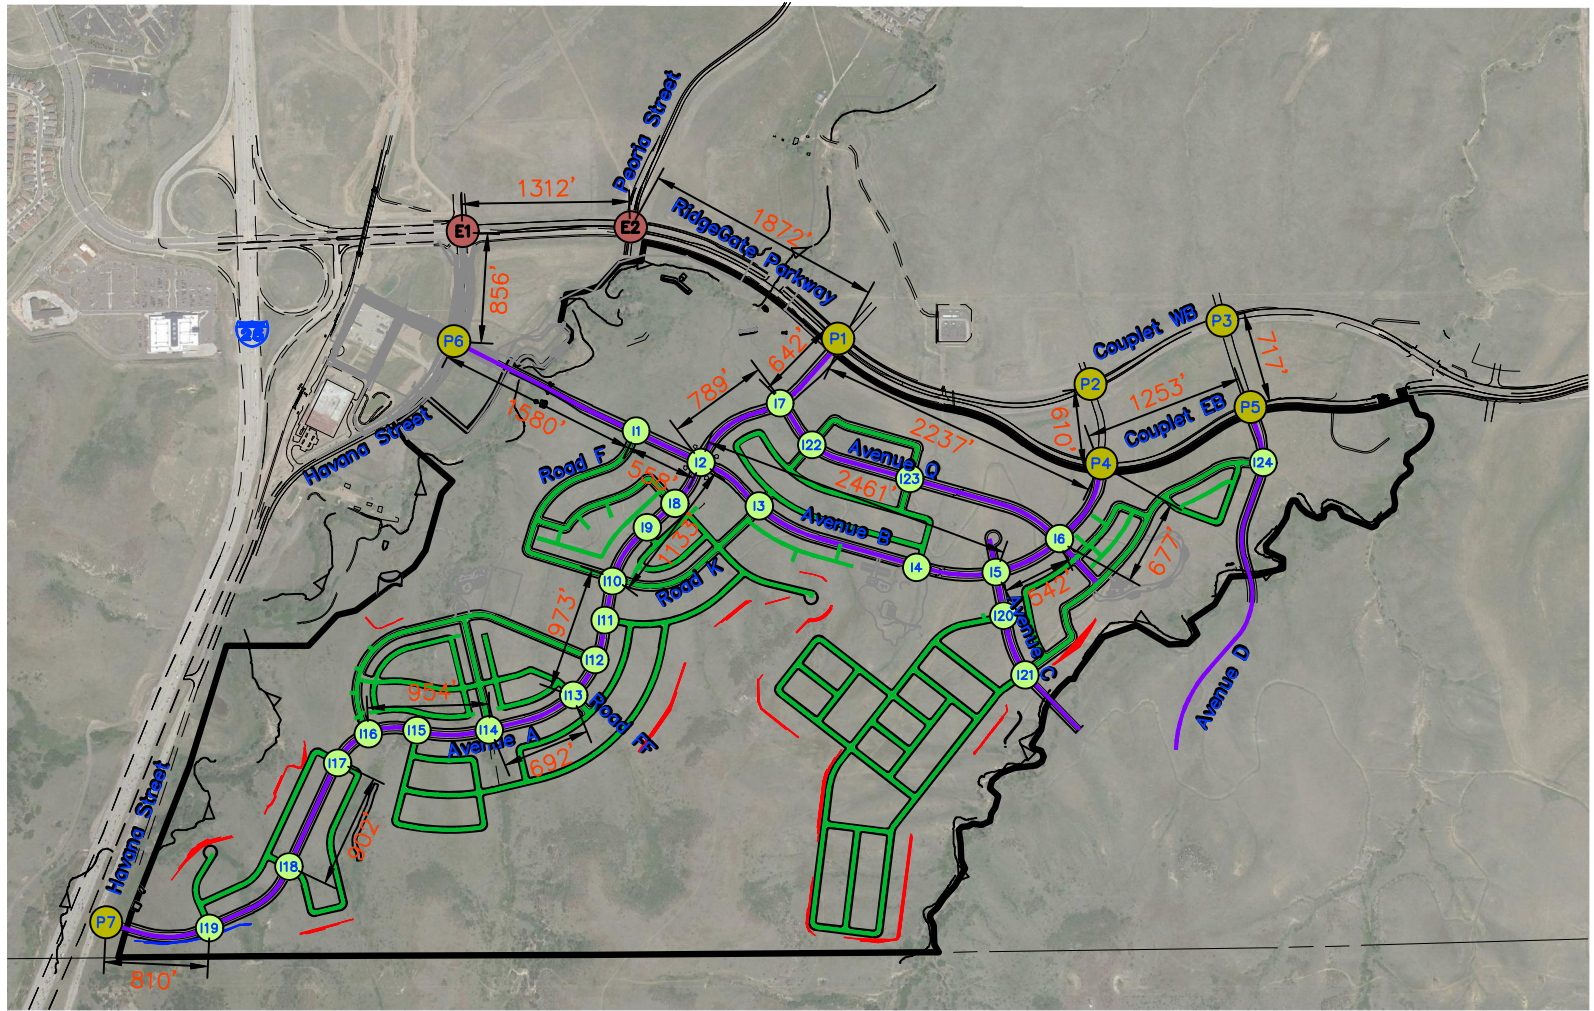 Peoria Street
1312'
E1
E2
RidgeGate Parkway
1872'
856'
P6
P1
642'
789'
Couplet WB
P3
717'
P2
1253'
Couplet EB
P5
610'
1580'
Havana Street
I1
I7
2237'
I22
Avenue Q
I23
P4
I24
Road F
558'
I2
2461'
I8
I3
Avenue B
I9
1133'
I6
677'
I4
I5
542'
I10
Road K
973'
I11
I20
Avenue C
I12
I21
954'
I13
Road FF
Avenue D
I16
I15
I14
Avenue A
692'
I17
902'
Havana Street
I18
P7
I19
810'